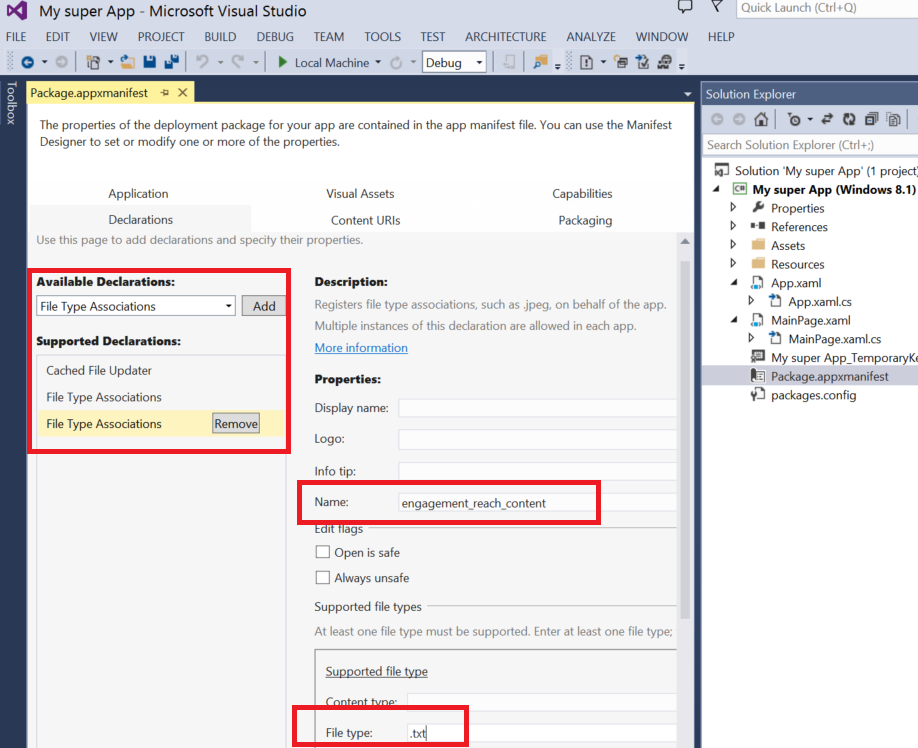 My super App - Microsoft Visual Studio
Quick Launch (Ctrl+Q)
FILE EDIT VIEW PROJECT BUILD DEBUG TEAM TOOLS TEST ARCHITECTURE ANALYZE WINDOW HELP
Local Machine Debug
Toolbox
Package.appxmanifest
The properties of the deployment package for your app are contained in the app manifest file. You can use the Manifest
Designer to set or modify one or more of the properties.
Application Visual Assets Capabilities
Declarations Content URIs Packaging
Use this page to add declarations and specify their properties.
Available Declarations:
File Type Associations Add
Supported Declarations:
Cached File Updater
File Type Associations
File Type Associations Remove
Description:
Registers file type associations, such as .jpeg, on behalf of the app.
Multiple instances of this declaration are allowed in each app.
More information
Properties:
Display name:
Logo:
Info tip:
Name: engagement_reach_content
Edit flags
Open is safe
Always unsafe
Supported file types
At least one file type must be supported. Enter at least one file type;
Supported file type
Content type:
File type: .txt
Solution Explorer
Search Solution Explorer (Ctrl+;)
Solution 'My super App' (1 project)
C# My super App (Windows 8.1)
Properties
References
Assets
Resources
App.xaml
App.xaml.cs
MainPage.xaml
MainPage.xaml.cs
My super App_TemporaryKe
Package.appxmanifest
packages.config